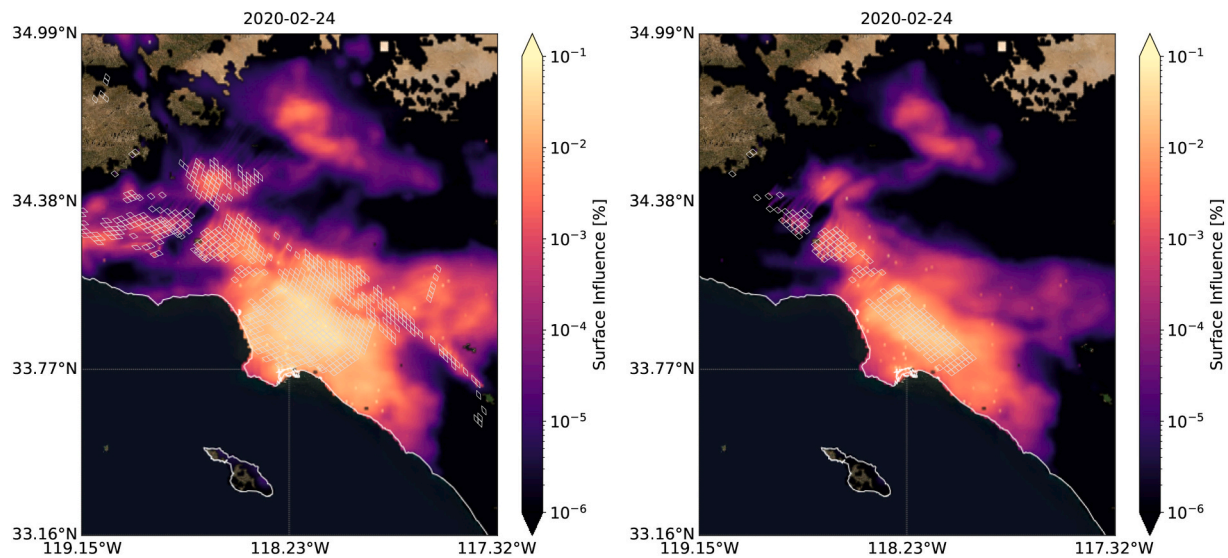 2020-02-24
34.99°N
34.38°N
33.77°N
33.16°N
119.15°W
118.23°W
117.32°W
10⁻¹
10⁻²
10⁻³
10⁻⁴
10⁻⁵
10⁻⁶
Surface Influence [%]
2020-02-24
34.99°N
34.38°N
33.77°N
33.16°N
119.15°W
118.23°W
117.32°W
10⁻¹
10⁻²
10⁻³
10⁻⁴
10⁻⁵
10⁻⁶
Surface Influence [%]